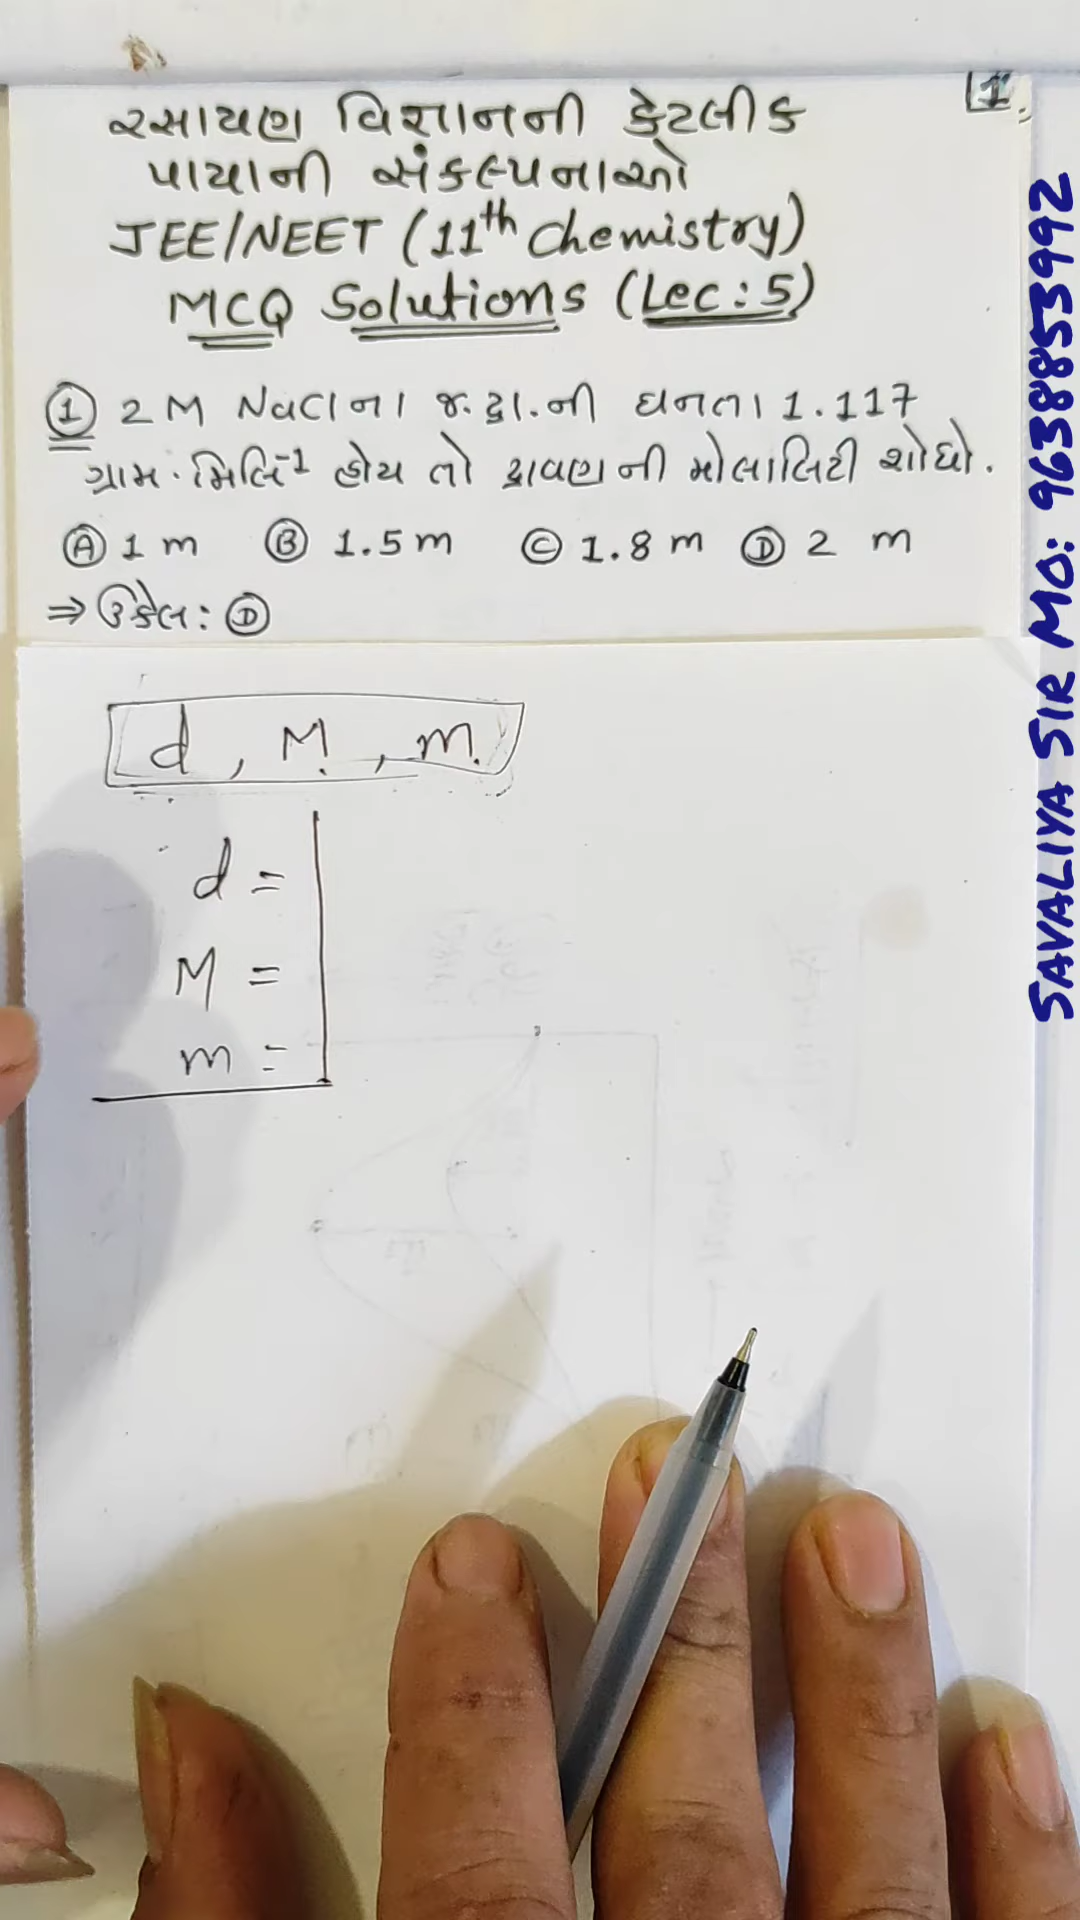 1.
રસાયણ વિજ્ઞાનની કેટલીક
પાયાની સંકલ્પનાઓ
JEE/NEET (11th chemistry)
MCQ Solutions (Lec: 5)
① 2 M NaClના જ.દ્રા.ની ઘનતા 1.117
ગ્રામ.મિલિ⁻¹ હોય તો દ્રાવણની મોલાલિટી શોધો.
Ⓐ 1 m Ⓑ 1.5 m Ⓒ 1.8 m Ⓓ 2 m
⇒ ઉકેલ: Ⓓ
d, M, m
d =
M =
m =
SAVALIYA SIR MO: 9638853992